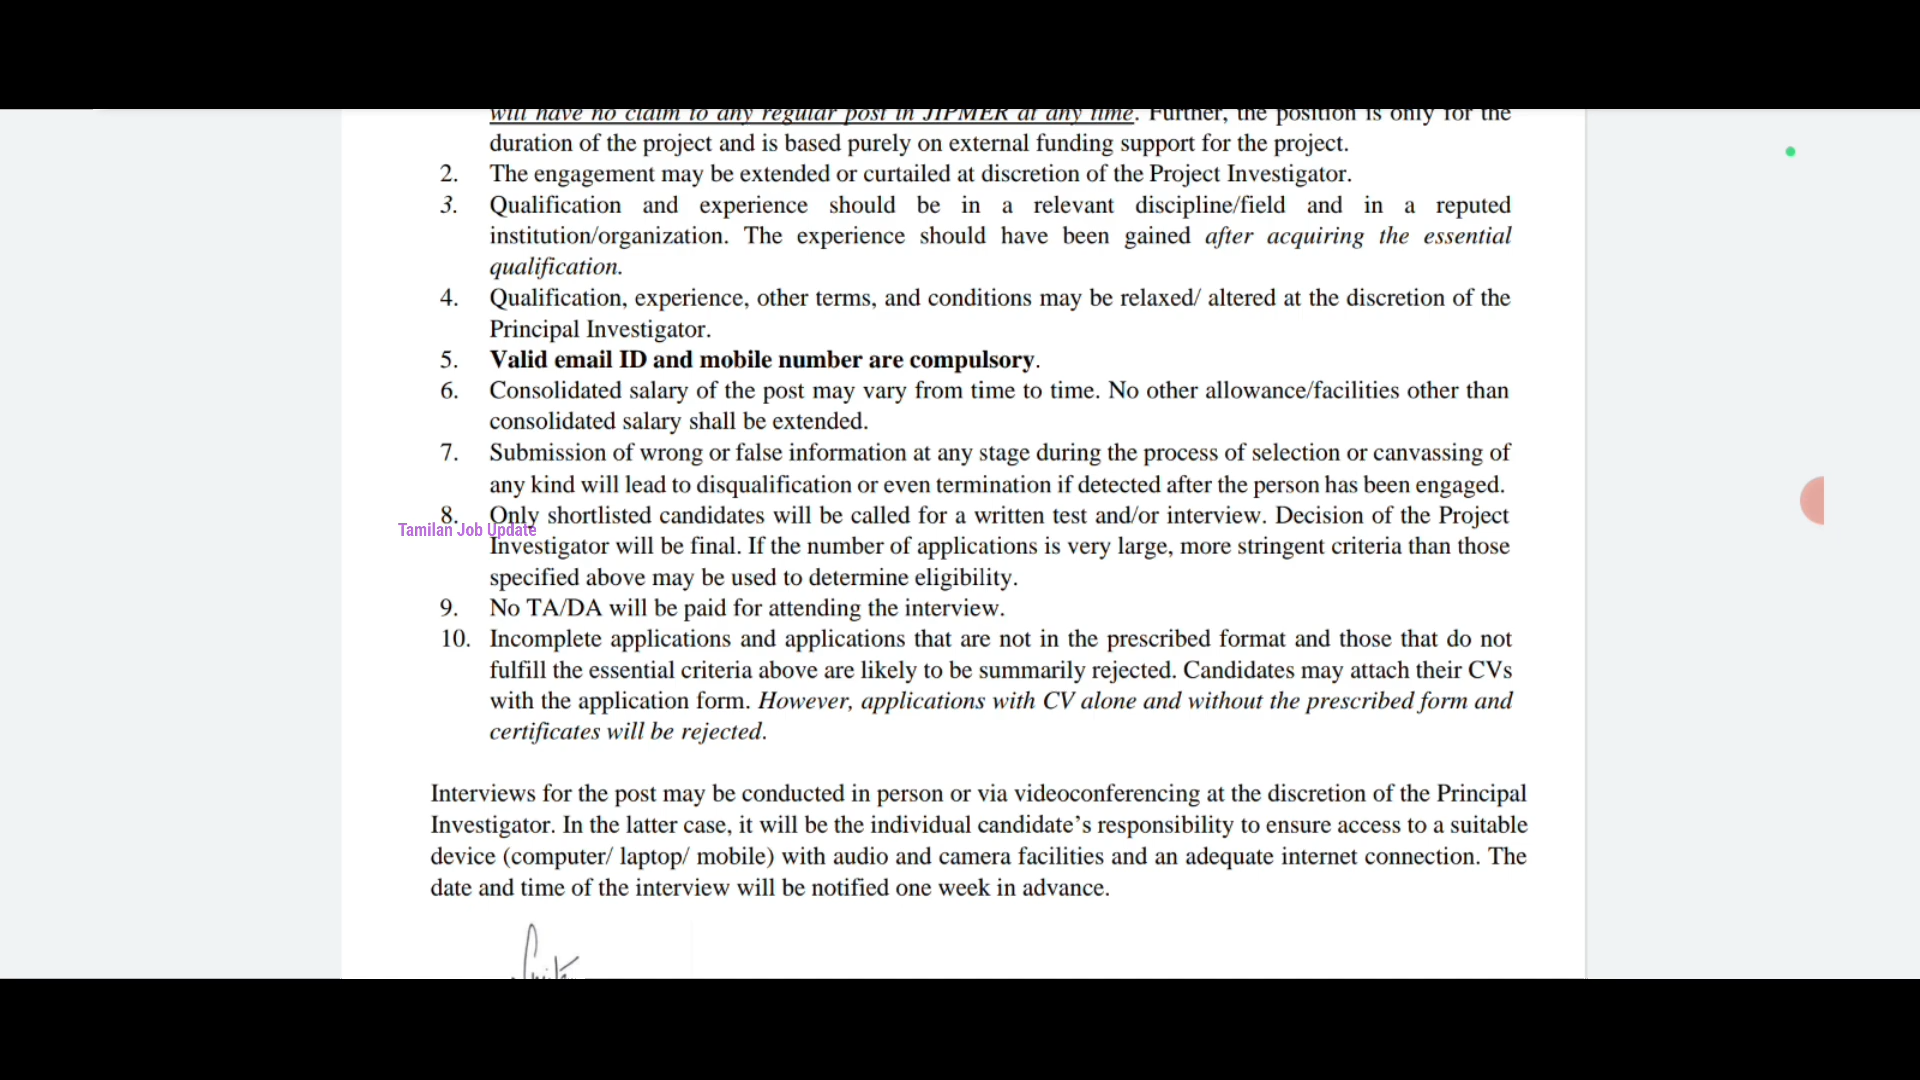 will have no claim to any regular post in JIPMER at any time. Further, the position is only for the
duration of the project and is based purely on external funding support for the project.
2. The engagement may be extended or curtailed at discretion of the Project Investigator.
3. Qualification and experience should be in a relevant discipline/field and in a reputed
institution/organization. The experience should have been gained after acquiring the essential
qualification.
4. Qualification, experience, other terms, and conditions may be relaxed/ altered at the discretion of the
Principal Investigator.
5. Valid email ID and mobile number are compulsory.
6. Consolidated salary of the post may vary from time to time. No other allowance/facilities other than
consolidated salary shall be extended.
7. Submission of wrong or false information at any stage during the process of selection or canvassing of
any kind will lead to disqualification or even termination if detected after the person has been engaged.
8. Only shortlisted candidates will be called for a written test and/or interview. Decision of the Project
Tamilan Job Update
Investigator will be final. If the number of applications is very large, more stringent criteria than those
specified above may be used to determine eligibility.
9. No TA/DA will be paid for attending the interview.
10. Incomplete applications and applications that are not in the prescribed format and those that do not
fulfill the essential criteria above are likely to be summarily rejected. Candidates may attach their CVs
with the application form. However, applications with CV alone and without the prescribed form and
certificates will be rejected.
Interviews for the post may be conducted in person or via videoconferencing at the discretion of the Principal
Investigator. In the latter case, it will be the individual candidate’s responsibility to ensure access to a suitable
device (computer/ laptop/ mobile) with audio and camera facilities and an adequate internet connection. The
date and time of the interview will be notified one week in advance.